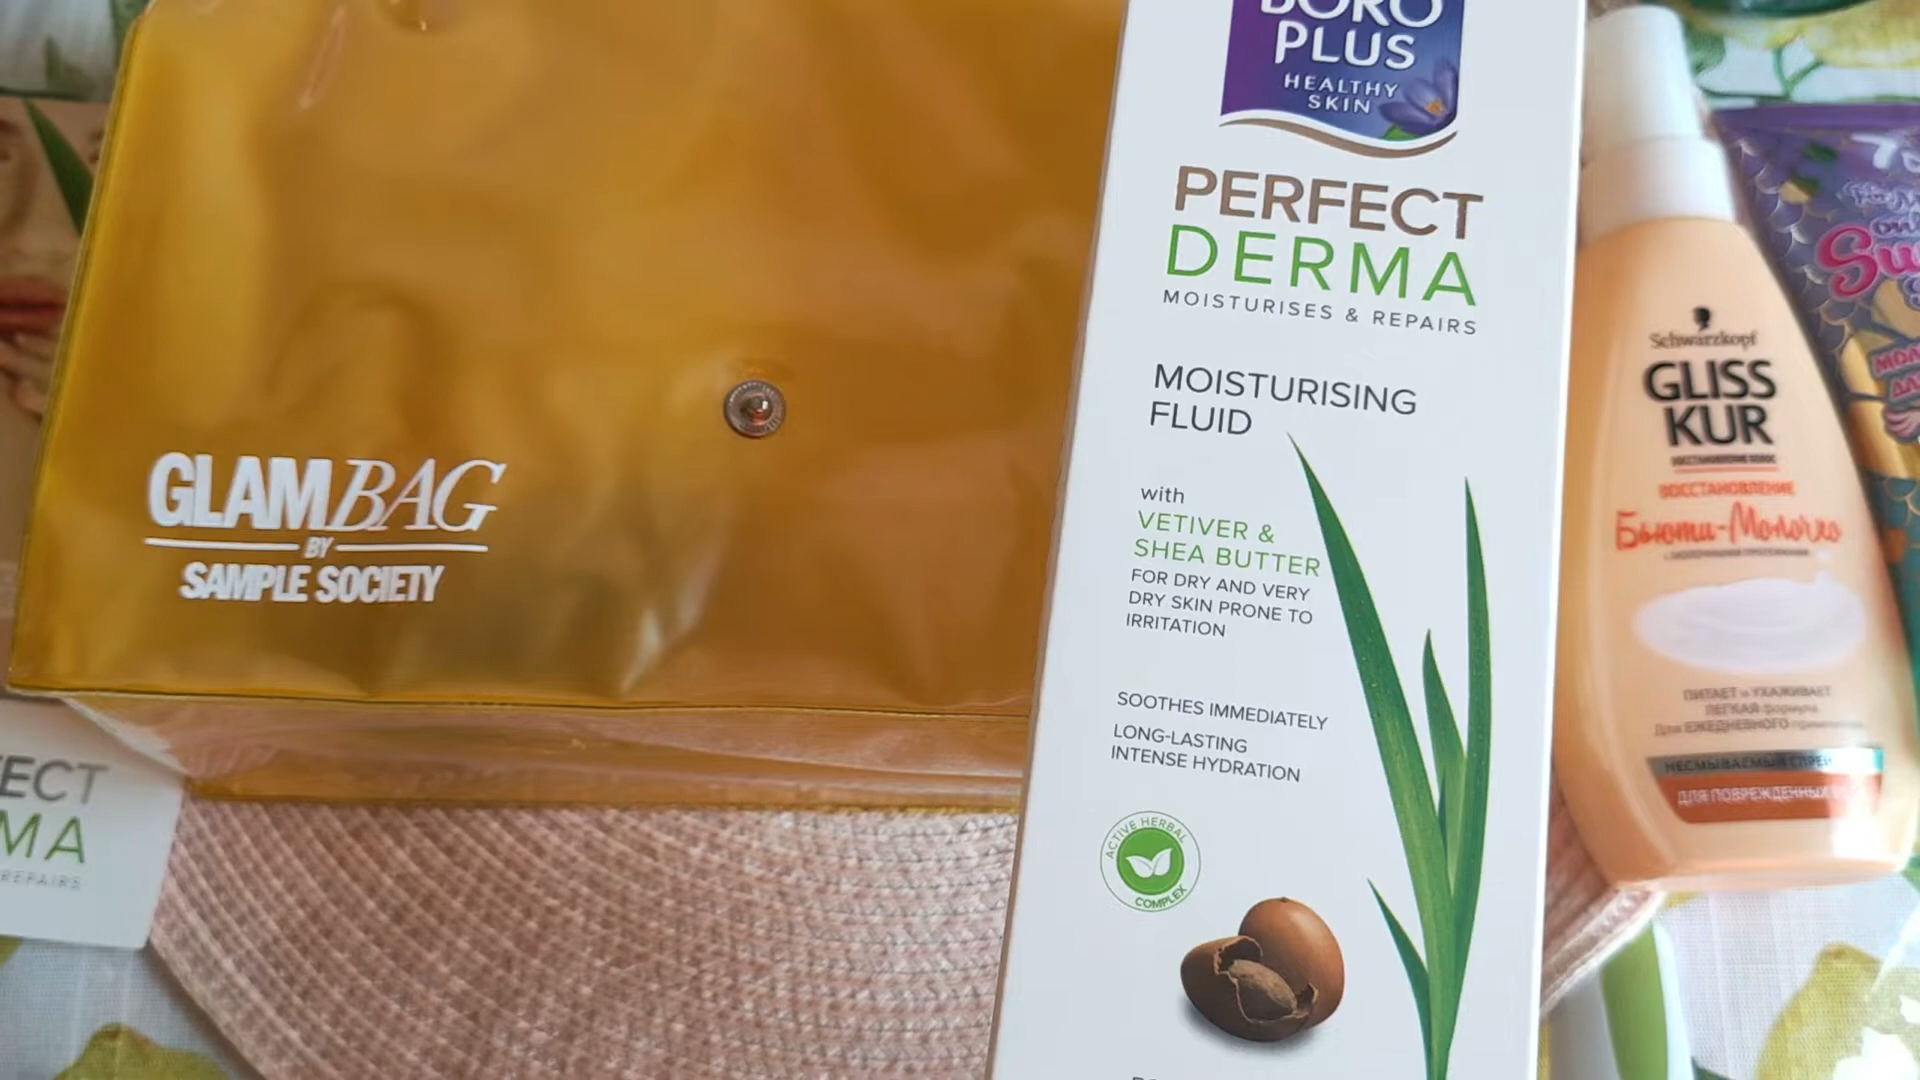 GLAMBAG
BY
SAMPLE SOCIETY
BORO
PLUS
HEALTHY
SKIN
PERFECT
DERMA
MOISTURISES & REPAIRS
MOISTURISING
FLUID
with
VETIVER &
SHEA BUTTER
FOR DRY AND VERY
DRY SKIN PRONE TO
IRRITATION
SOOTHES IMMEDIATELY
LONG-LASTING
INTENSE HYDRATION
ACTIVE HERBAL
COMPLEX
ECT
MA
REPAIRS
Schwarzkopf
GLISS
KUR
ВОССТАНОВЛЕНИЕ
Бьюти-Молочко
ПИТАЕТ и УХАЖИВАЕТ
ЛЕГКАЯ формула
Для ЕЖЕДНЕВНОГО применения
НЕСМЫВАЕМЫЙ СПРЕЙ
ДЛЯ ПОВРЕЖДЕННЫХ